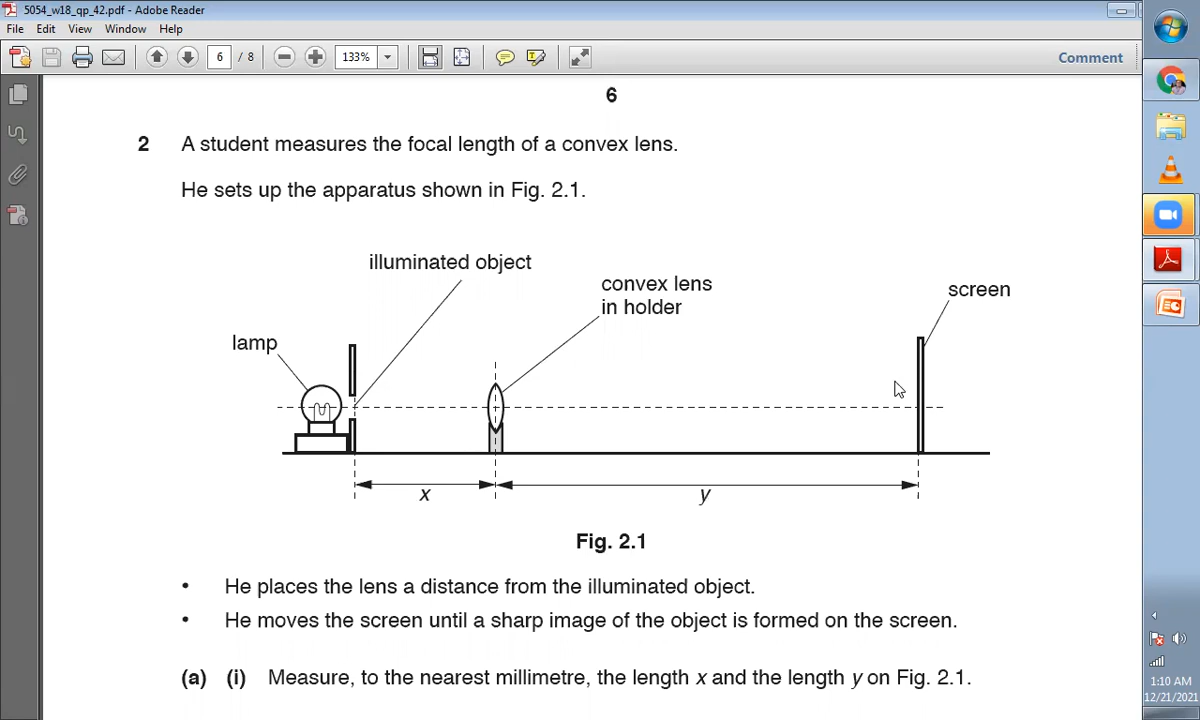 5054_w18_qp_42.pdf - Adobe Reader
File Edit View Window Help
6 / 8 133% Comment
6
2 A student measures the focal length of a convex lens.
He sets up the apparatus shown in Fig. 2.1.
illuminated object
convex lens
in holder
screen
lamp
x
y
Fig. 2.1
• He places the lens a distance from the illuminated object.
• He moves the screen until a sharp image of the object is formed on the screen.
(a) (i) Measure, to the nearest millimetre, the length x and the length y on Fig. 2.1.
1:10 AM
12/21/2021